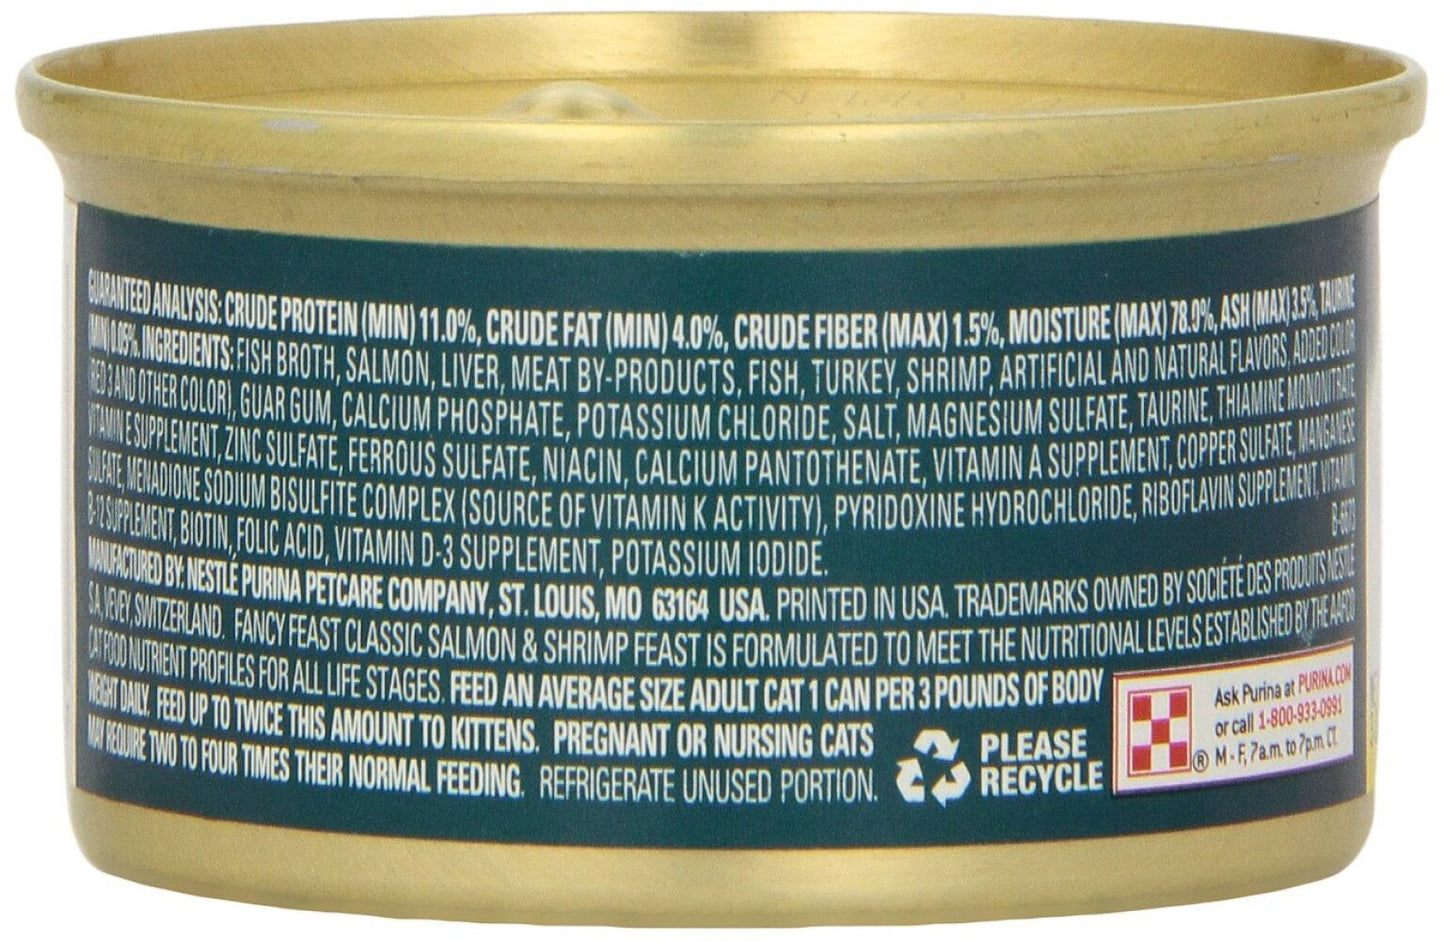 GUARANTEED ANALYSIS: CRUDE PROTEIN (MIN) 11.0%, CRUDE FAT (MIN) 4.0%, CRUDE FIBER (MAX) 1.5%, MOISTURE (MAX) 78.0%, ASH (MAX) 3.5%, TAURINE
(MIN) 0.05%. INGREDIENTS: FISH BROTH, SALMON, LIVER, MEAT BY-PRODUCTS, FISH, TURKEY, SHRIMP, ARTIFICIAL AND NATURAL FLAVORS, ADDED COLOR
(RED 3 AND OTHER COLOR), GUAR GUM, CALCIUM PHOSPHATE, POTASSIUM CHLORIDE, SALT, MAGNESIUM SULFATE, TAURINE, THIAMINE MONONITRATE
VITAMIN E SUPPLEMENT, ZINC SULFATE, FERROUS SULFATE, NIACIN, CALCIUM PANTOTHENATE, VITAMIN A SUPPLEMENT, COPPER SULFATE, MANGANESE
SULFATE, MENADIONE SODIUM BISULFITE COMPLEX (SOURCE OF VITAMIN K ACTIVITY), PYRIDOXINE HYDROCHLORIDE, RIBOFLAVIN SUPPLEMENT, VITAMIN
B-12 SUPPLEMENT, BIOTIN, FOLIC ACID, VITAMIN D-3 SUPPLEMENT, POTASSIUM IODIDE.
MANUFACTURED BY: NESTLÉ PURINA PETCARE COMPANY, ST. LOUIS, MO 63164 USA. PRINTED IN USA. TRADEMARKS OWNED BY SOCIÉTÉ DES PRODUITS NESTLÉ
S.A., VEVEY, SWITZERLAND. FANCY FEAST CLASSIC SALMON & SHRIMP FEAST IS FORMULATED TO MEET THE NUTRITIONAL LEVELS ESTABLISHED BY THE AAFCO
CAT FOOD NUTRIENT PROFILES FOR ALL LIFE STAGES. FEED AN AVERAGE SIZE ADULT CAT 1 CAN PER 3 POUNDS OF BODY
WEIGHT DAILY. FEED UP TO TWICE THIS AMOUNT TO KITTENS. PREGNANT OR NURSING CATS
MAY REQUIRE TWO TO FOUR TIMES THEIR NORMAL FEEDING. REFRIGERATE UNUSED PORTION.
PLEASE
RECYCLE
Ask Purina at PURINA.COM
or call 1-800-933-0991
® M - F, 7a.m. to 7p.m. CT.